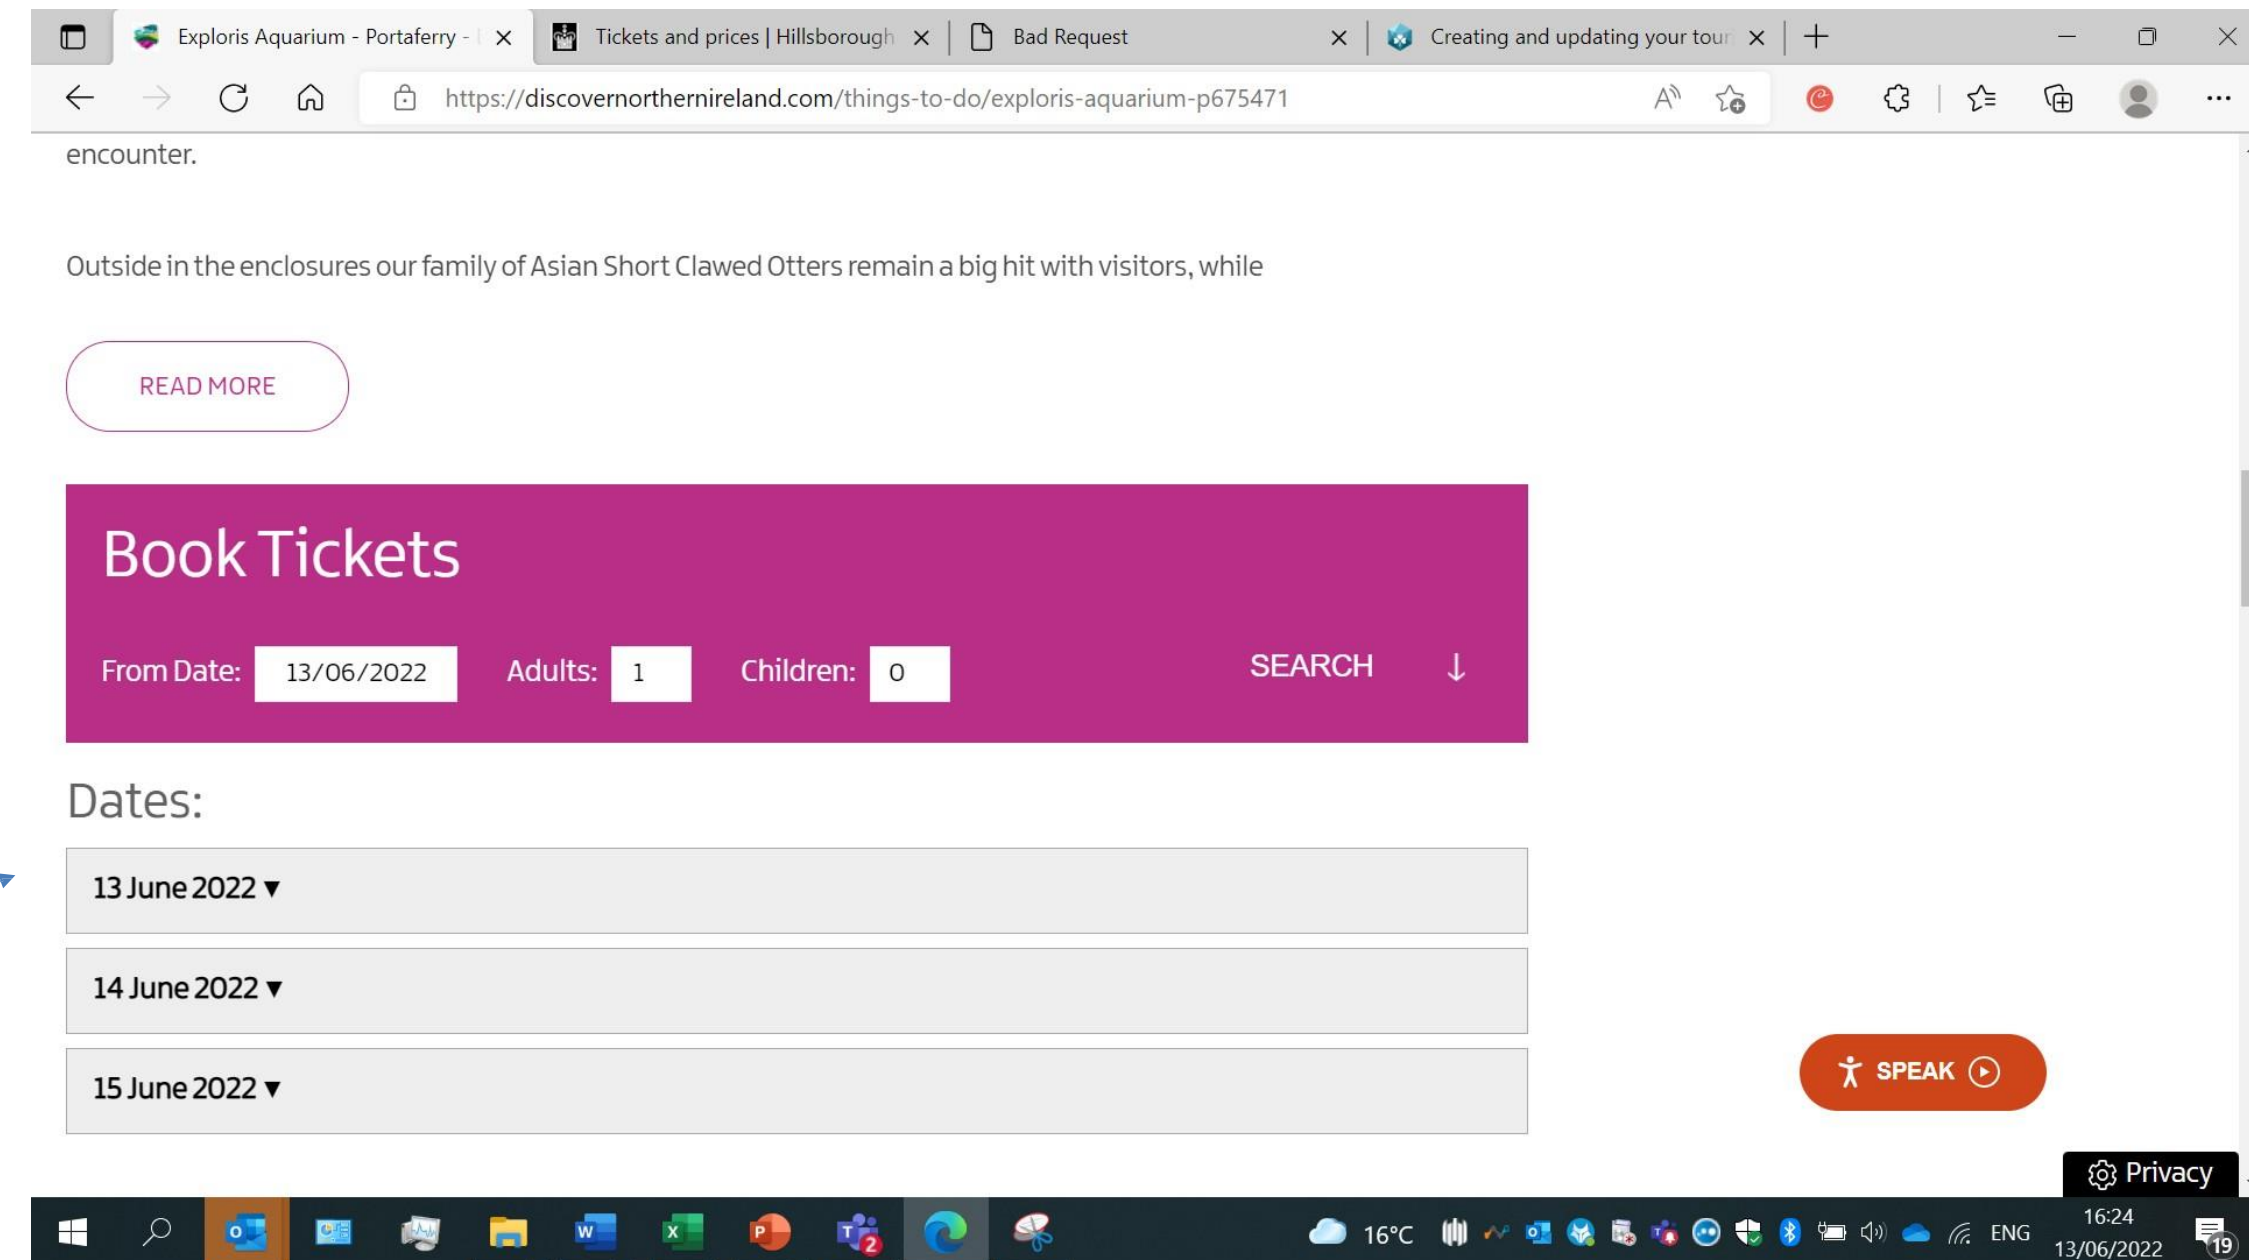 Exploris Aquarium - Portaferry -
Tickets and prices | Hillsborough
Bad Request
Creating and updating your tour
https://discovernorthernireland.com/things-to-do/exploris-aquarium-p675471
encounter.
Outside in the enclosures our family of Asian Short Clawed Otters remain a big hit with visitors, while
READ MORE
Book Tickets
From Date: 13/06/2022 Adults: 1 Children: 0 SEARCH ↓
Dates:
13 June 2022 ▼
14 June 2022 ▼
15 June 2022 ▼
SPEAK
Privacy
16°C
ENG
16:24
13/06/2022
19
2